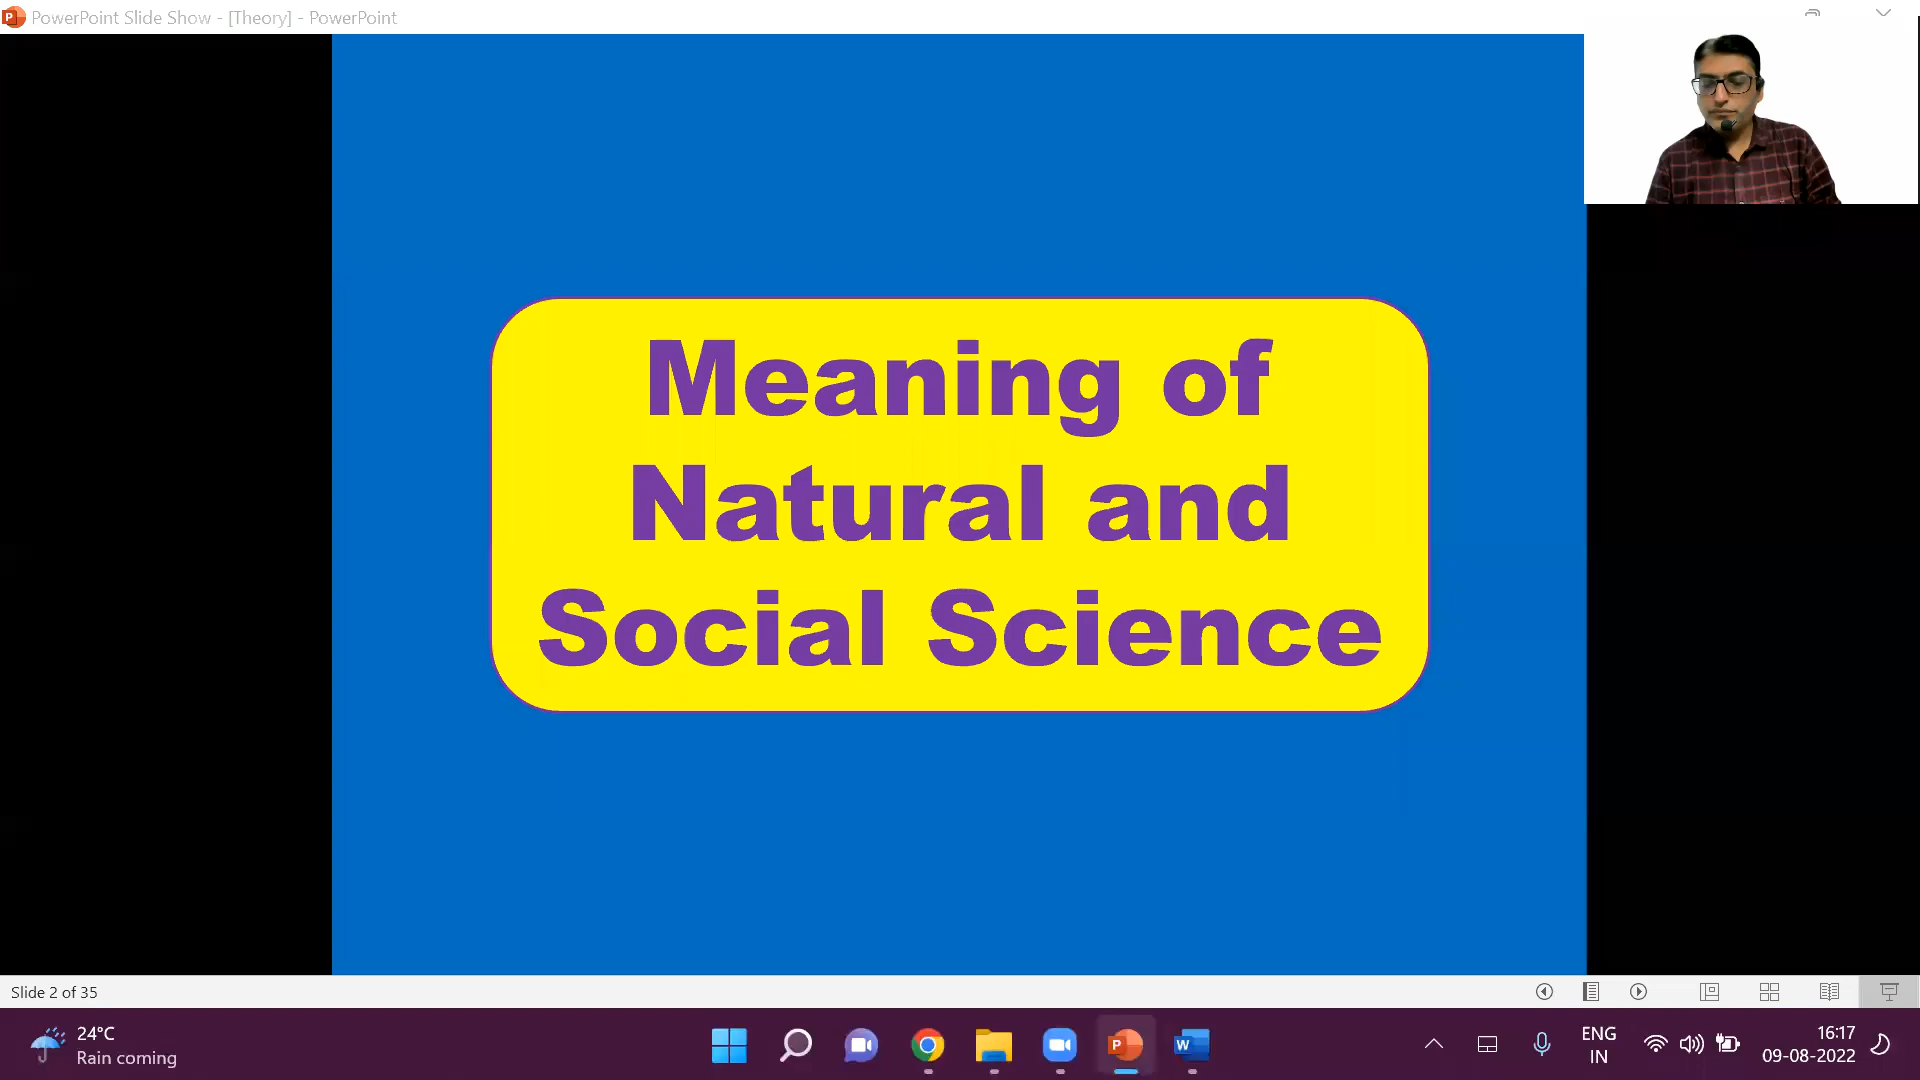 PowerPoint Slide Show - [Theory] - PowerPoint
Meaning of
Natural and
Social Science
Slide 2 of 35
24°C
Rain coming
P
W
ENG
IN
16:17
09-08-2022